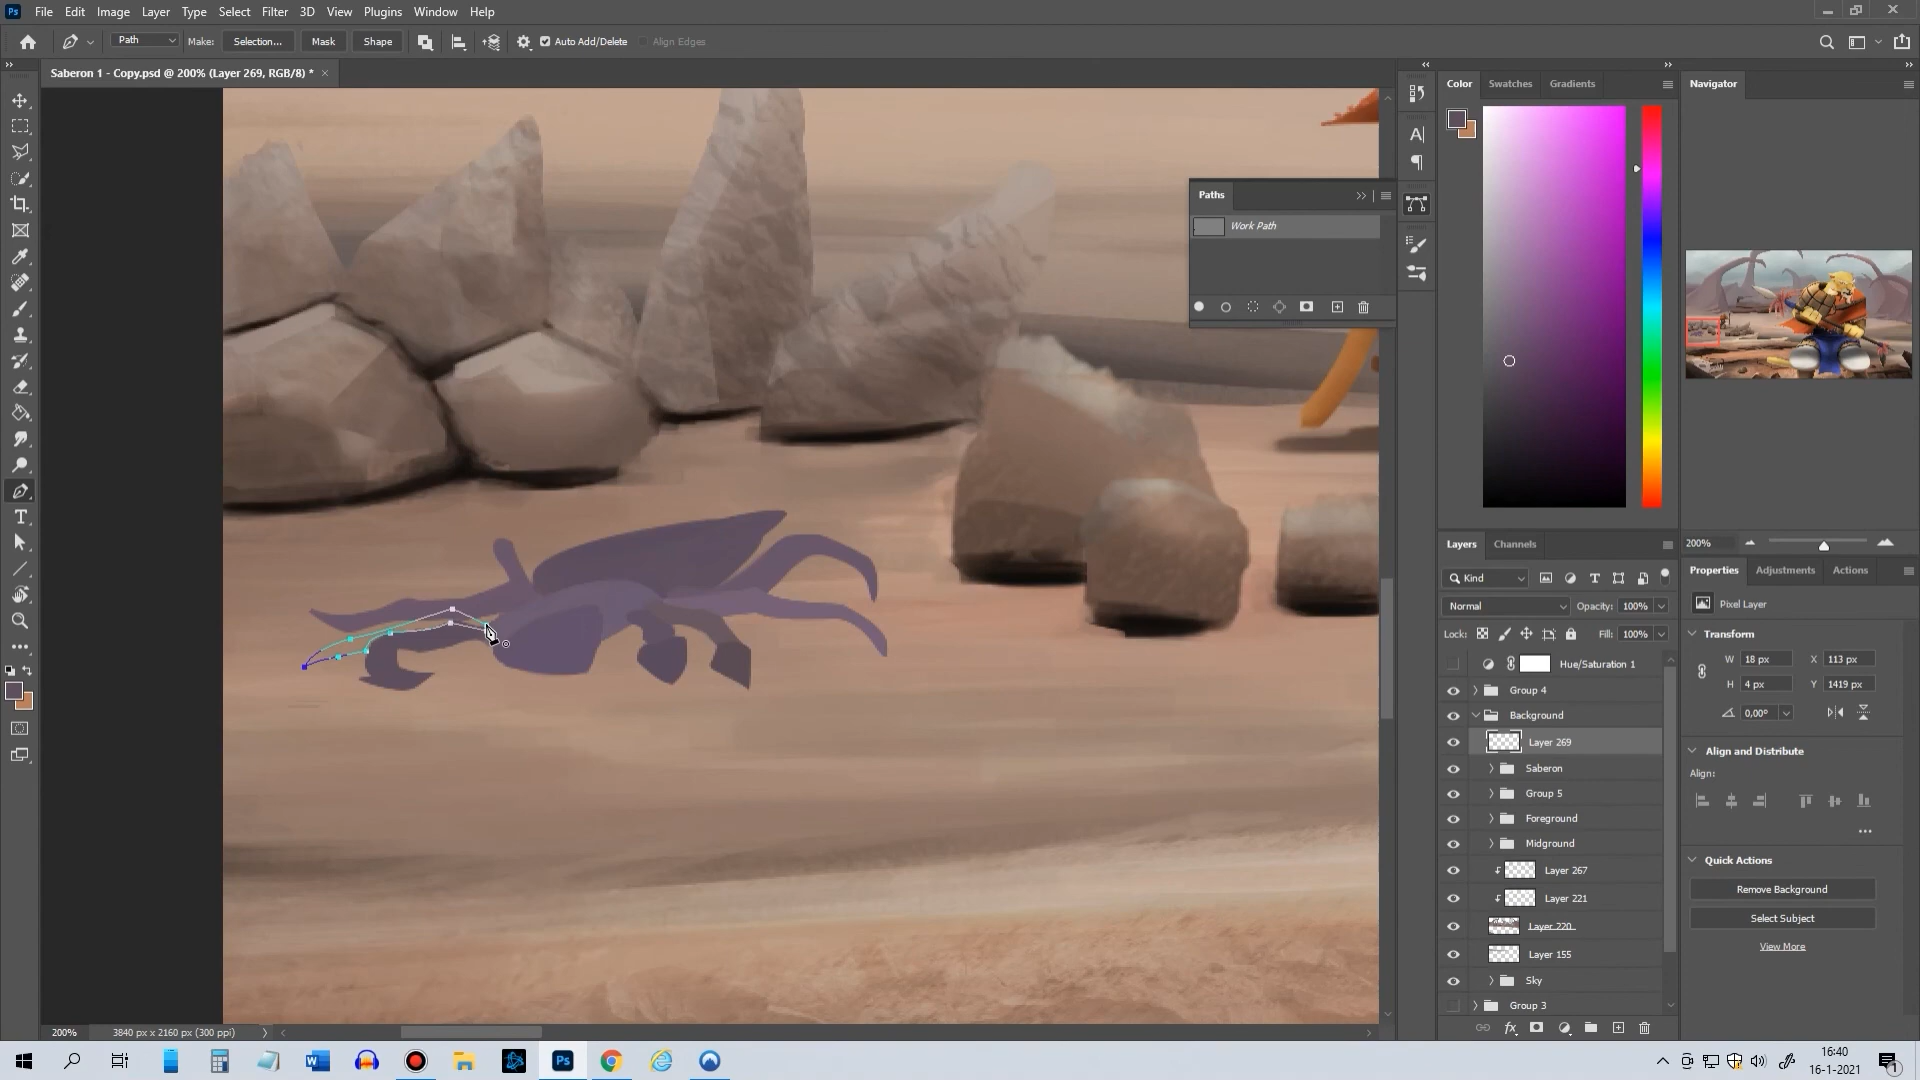 Ps File Edit Image Layer Type Select Filter 3D View Plugins Window Help
Path Make: Selection... Mask Shape Auto Add/Delete Align Edges
Saberon 1 - Copy.psd @ 200% (Layer 269, RGB/8) *
Color Swatches Gradients
Navigator
Paths
Work Path
200%
Layers Channels
Properties Adjustments Actions
Kind
Normal Opacity: 100%
Pixel Layer
Lock: Fill: 100%
Transform
Hue/Saturation 1
W 18 px X 113 px
Group 4
H 4 px Y 1419 px
Background
0,00°
Layer 269
Align and Distribute
Saberon
Align:
Group 5
Foreground
Midground
Quick Actions
Layer 267
Remove Background
Layer 221
Select Subject
Layer 220
View More
Layer 155
Sky
Group 3
200% 3840 px x 2160 px (300 ppi)
fx
Ps
16:40
16-1-2021
1